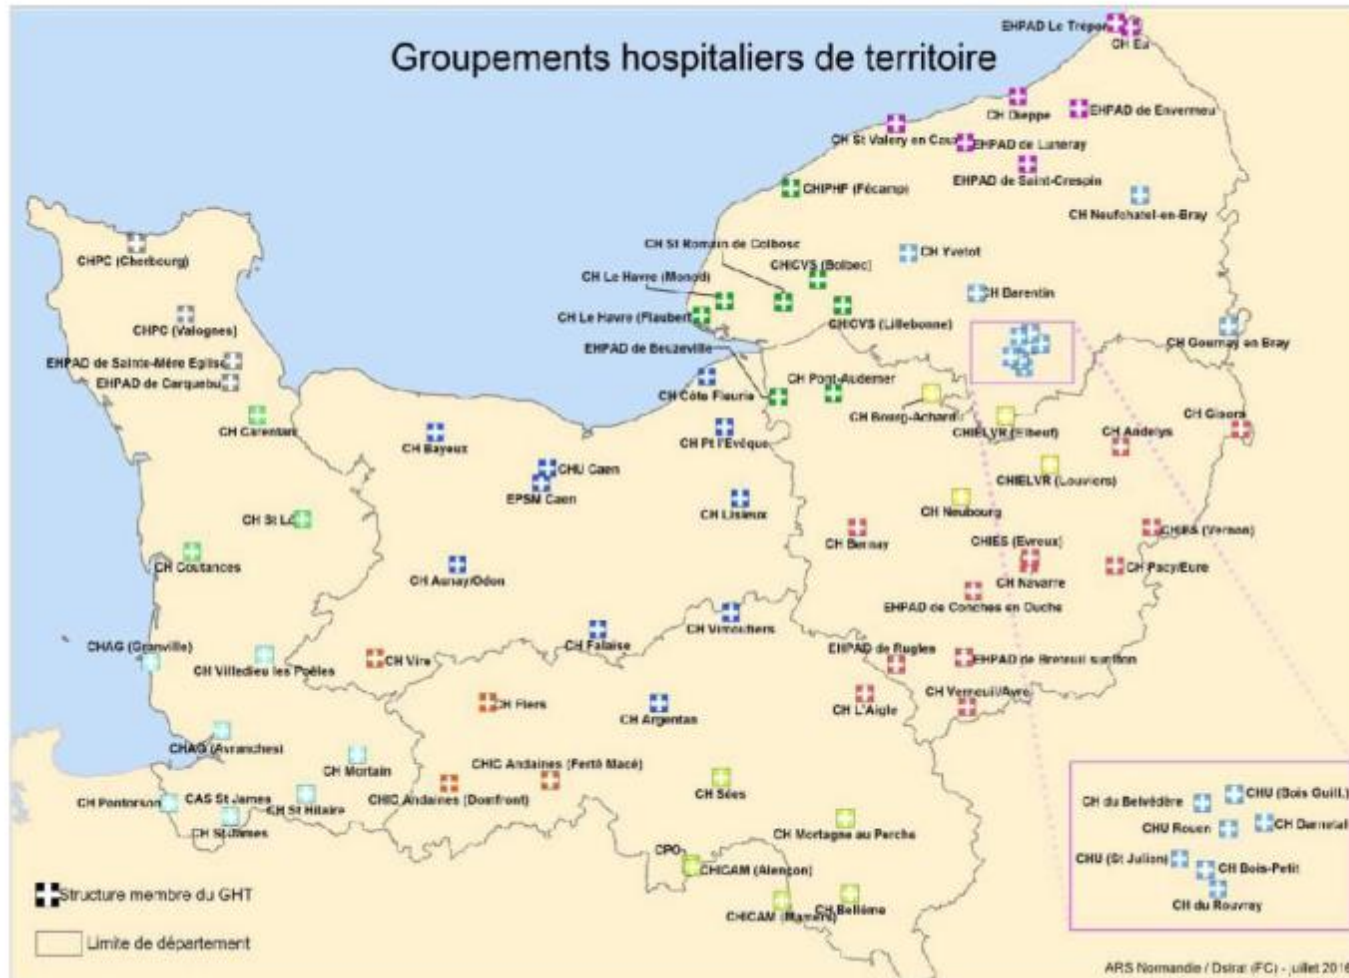 Groupements hospitaliers de territoire
EHPAD Le Trépor
CH Eu
CH Dieppe
EHPAD de Envermeu
CH St Valery en Caux
EHPAD de Luneray
EHPAD de Saint-Crespin
CHIPHF (Fécamp)
CH Neufchatel-en-Bray
CH St Romain de Colbosc
CH Yvetot
CHPC (Cherbourg)
CHICVS (Bolbec)
CH Le Havre (Monod)
CH Barentin
CHPC (Valognes)
CH Le Havre (Flaubert
CHICVS (Lillebonne)
CH Gournay en Bray
EHPAD de Beuzeville
EHPAD de Sainte-Mère Eglise
EHPAD de Carquebu
CH Côte Fleurie
CH Pont-Audemer
CH Bourg-Achard
CH Gisors
CH Carentan
CHIELVR (Elbeuf)
CH Andelys
CH Bayeux
CH Pt l'Evêque
CHU Caen
CHIELVR (Louviers)
EPSM Caen
CH Lisieux
CH Neubourg
CH St Lô
CH Bernay
CHIES (Evreux)
CHIES (Vernon)
CH Coutances
CH Aunay/Odon
CH Navarre
CH Pacy/Eure
EHPAD de Conches en Ouche
CH Vimoutiers
CH Falaise
CHAG (Granville)
CH Villedieu les Poêles
CH Vire
EHPAD de Rugles
EHPAD de Breteuil sur Iton
CH Flers
CH Argentan
CH L'Aigle
CH Verneuil/Avre
CHAG (Avranches)
CH Mortain
CHIC Andaines (Ferté Macé)
CHIC Andaines (Domfront)
CH Sées
CH Pontorson
CAS St James
CH St Hilaire
CH St James
CH Mortagne au Perche
CPO
CHICAM (Alençon)
CHICAM (Mamers)
CH Bellême
CHU (Bois Guill.)
CH du Belvédère
CHU Rouen
CH Darnetal
CHU (St Julien)
CH Bois-Petit
CH du Rouvray
Structure membre du GHT
Limite de département
ARS Normandie / Dstrat (FC) - juillet 2016